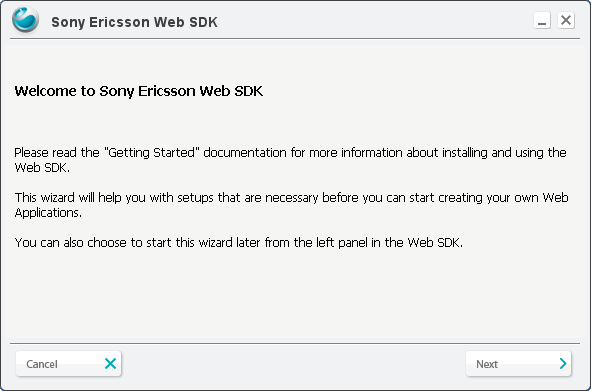 Sony Ericsson Web SDK
Welcome to Sony Ericsson Web SDK
Please read the "Getting Started" documentation for more information about installing and using the
Web SDK.
This wizard will help you with setups that are necessary before you can start creating your own Web
Applications.
You can also choose to start this wizard later from the left panel in the Web SDK.
Cancel
Next